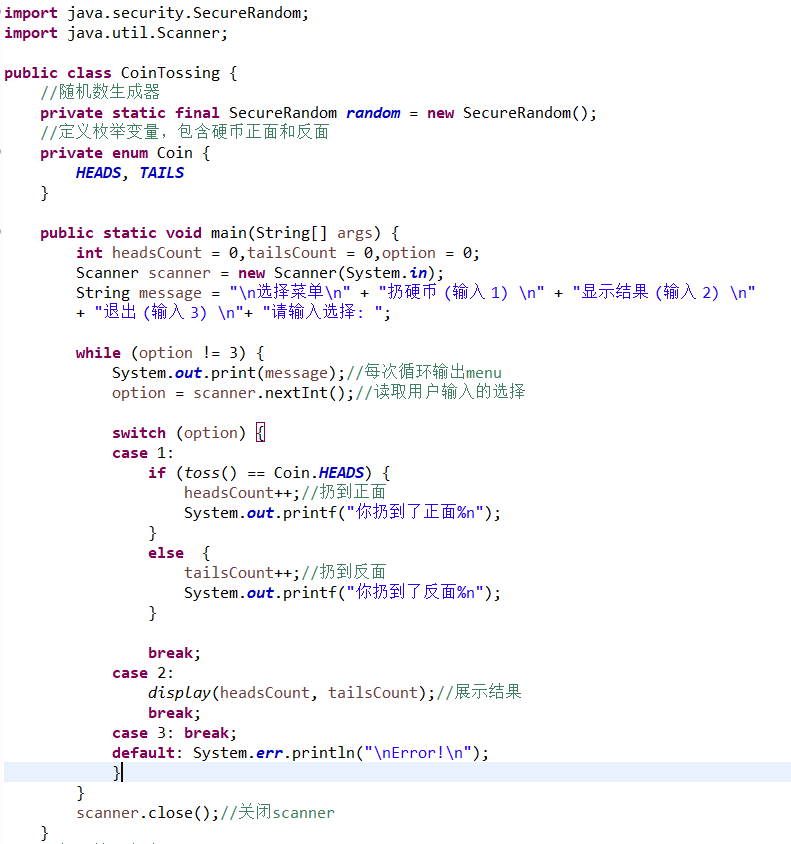 import java.security.SecureRandom;
import java.util.Scanner;
public class CoinTossing {
//随机数生成器
private static final SecureRandom random = new SecureRandom();
//定义枚举变量，包含硬币正面和反面
private enum Coin {
HEADS, TAILS
}
public static void main(String[] args) {
int headsCount = 0,tailsCount = 0,option = 0;
Scanner scanner = new Scanner(System.in);
String message = "\n选择菜单\n" + "扔硬币 (输入 1) \n" + "显示结果 (输入 2) \n"
+ "退出 (输入 3) \n"+ "请输入选择: ";
while (option != 3) {
System.out.print(message);//每次循环输出menu
option = scanner.nextInt();//读取用户输入的选择
switch (option) {
case 1:
if (toss() == Coin.HEADS) {
headsCount++;//扔到正面
System.out.printf("你扔到了正面%n");
}
else  {
tailsCount++;//扔到反面
System.out.printf("你扔到了反面%n");
}
break;
case 2:
display(headsCount, tailsCount);//展示结果
break;
case 3: break;
default: System.err.println("\nError!\n");
}
}
scanner.close();//关闭scanner
}